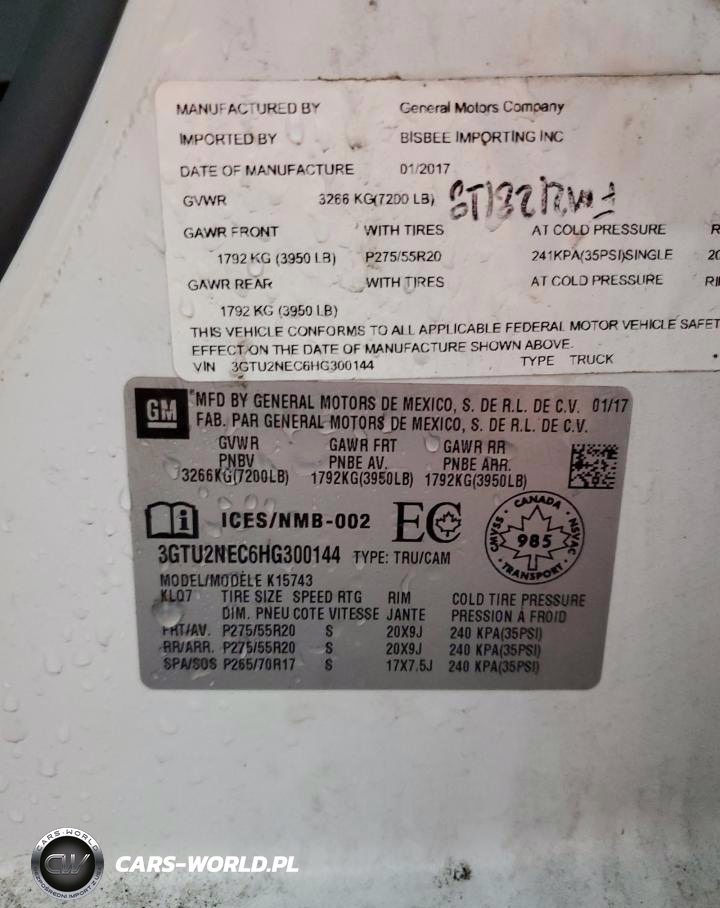 MANUFACTURED BY General Motors Company
IMPORTED BY BISBEE IMPORTING INC
DATE OF MANUFACTURE 01/2017
GVWR 3266 KG(7200 LB)
GAWR FRONT WITH TIRES AT COLD PRESSURE
1792 KG (3950 LB) P275/55R20 241KPA(35PSI)SINGLE
GAWR REAR WITH TIRES AT COLD PRESSURE
1792 KG (3950 LB)
THIS VEHICLE CONFORMS TO ALL APPLICABLE FEDERAL MOTOR VEHICLE SAFET
EFFECT ON THE DATE OF MANUFACTURE SHOWN ABOVE.
VIN 3GTU2NEC6HG300144 TYPE TRUCK
GM MFD BY GENERAL MOTORS DE MEXICO, S. DE R.L. DE C.V. 01/17
FAB. PAR GENERAL MOTORS DE MEXICO, S. DE R.L. DE C.V.
GVWR GAWR FRT GAWR RR
PNBV PNBE AV. PNBE ARR.
3266KG(7200LB) 1792KG(3950LB) 1792KG(3950LB)
ICES/NMB-002 EC
CANADA CMVSS NSVAC 985 TRANSPORT
3GTU2NEC6HG300144 TYPE: TRU/CAM
MODEL/MODÈLE K15743
KLQ7 TIRE SIZE SPEED RTG RIM COLD TIRE PRESSURE
DIM. PNEU COTE VITESSE JANTE PRESSION À FROID
FRT/AV. P275/55R20 S 20X9J 240 KPA(35PSI)
RR/ARR. P275/55R20 S 20X9J 240 KPA(35PSI)
SPA/SOS P265/70R17 S 17X7.5J 240 KPA(35PSI)
CARS-WORLD
CW
CARS-WORLD.PL